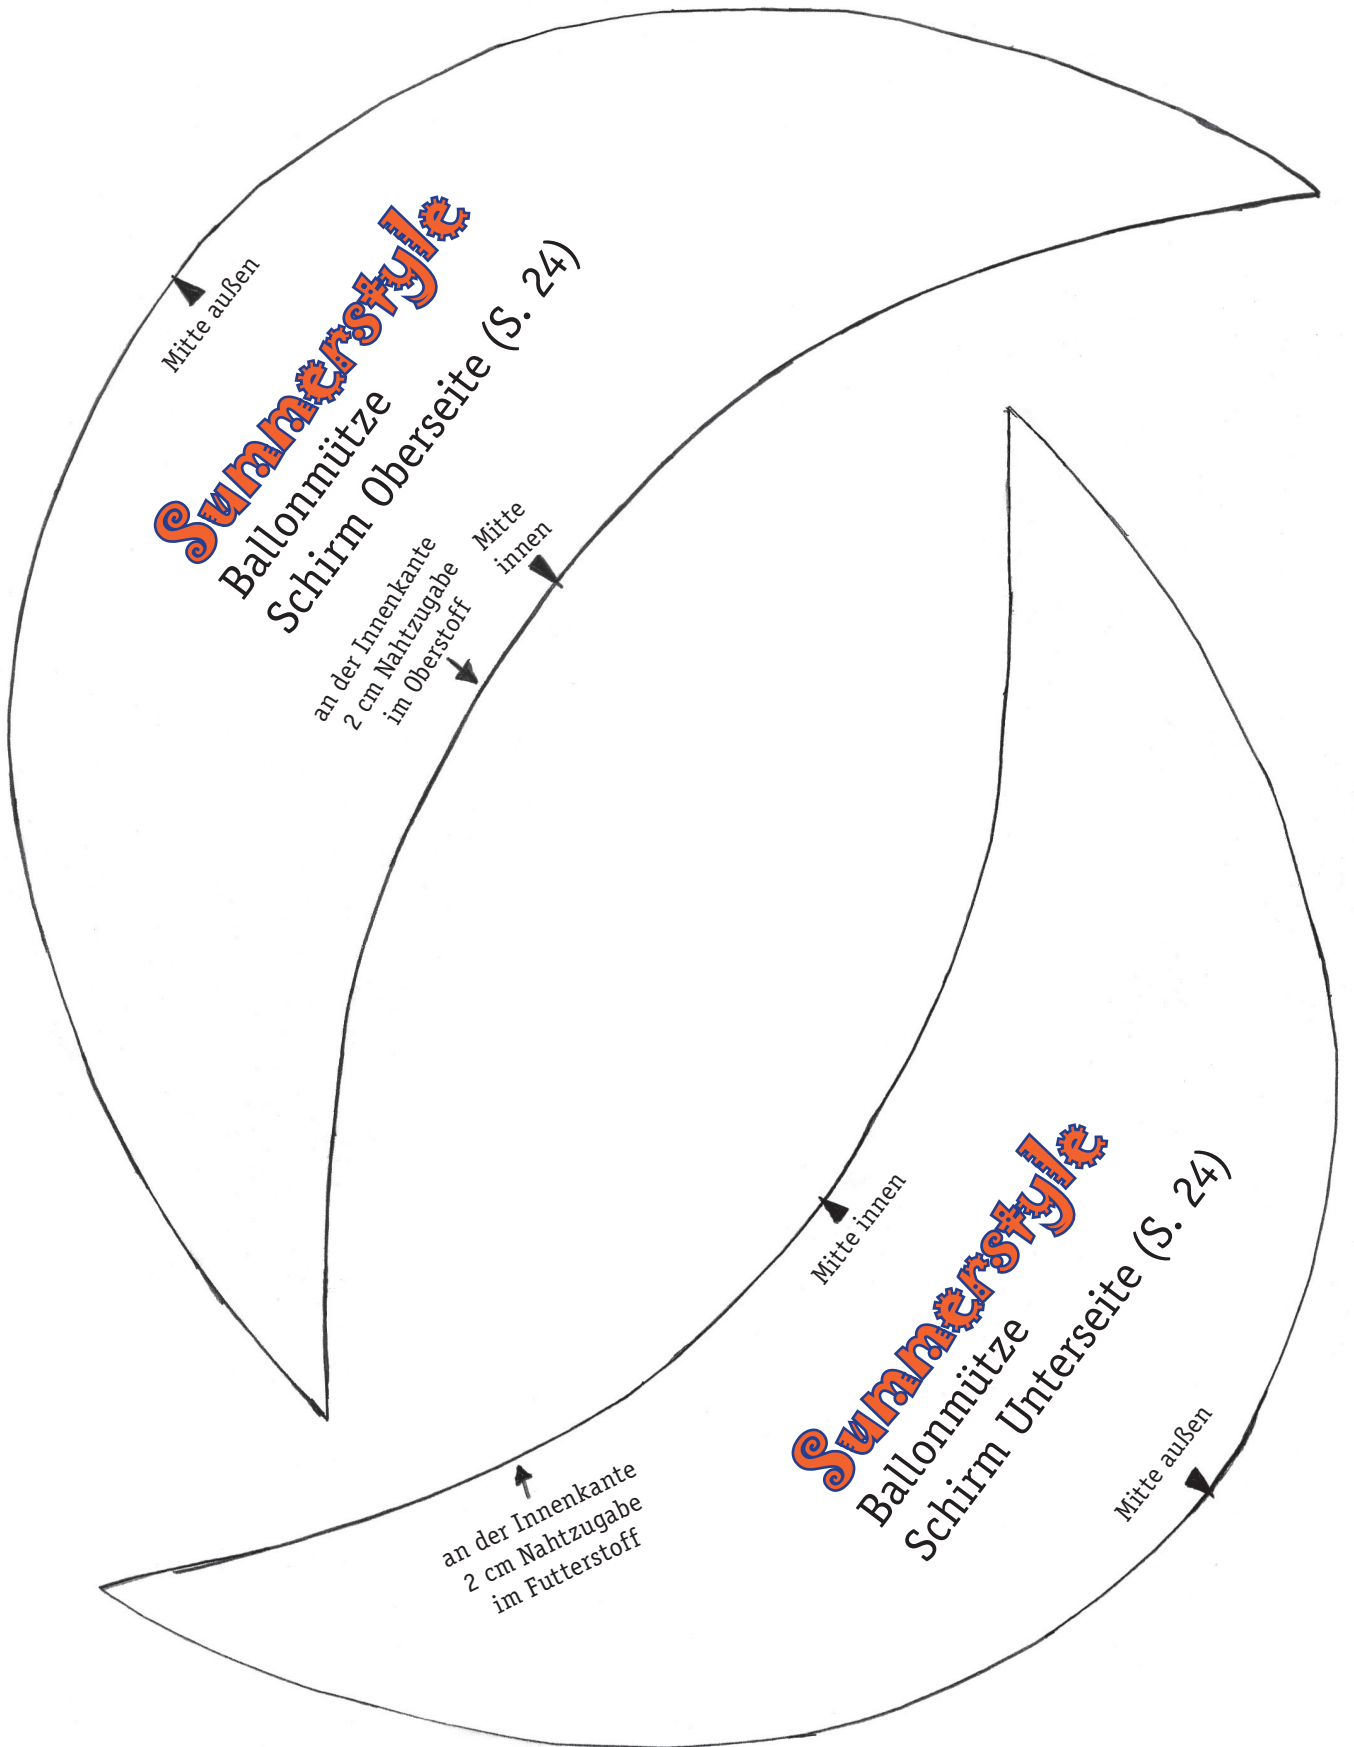 Summerstyle
Ballonmütze
Schirm Oberseite (S. 24)
Mitte außen
Mitte
innen
an der Innenkante
2 cm Nahtzugabe
im Oberstoff
Summerstyle
Ballonmütze
Schirm Unterseite (S. 24)
Mitte innen
Mitte außen
an der Innenkante
2 cm Nahtzugabe
im Futterstoff